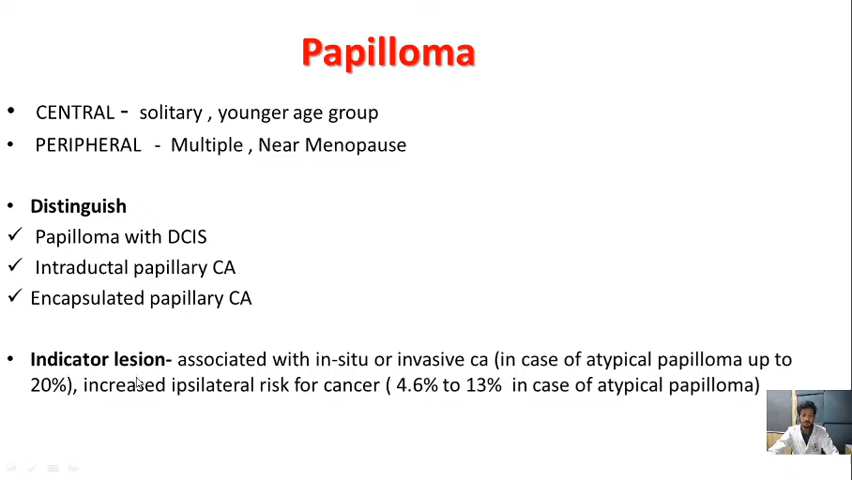 Papilloma
• CENTRAL - solitary , younger age group
• PERIPHERAL - Multiple , Near Menopause
• Distinguish
✓ Papilloma with DCIS
✓ Intraductal papillary CA
✓ Encapsulated papillary CA
• Indicator lesion- associated with in-situ or invasive ca (in case of atypical papilloma up to
20%), increased ipsilateral risk for cancer ( 4.6% to 13% in case of atypical papilloma)